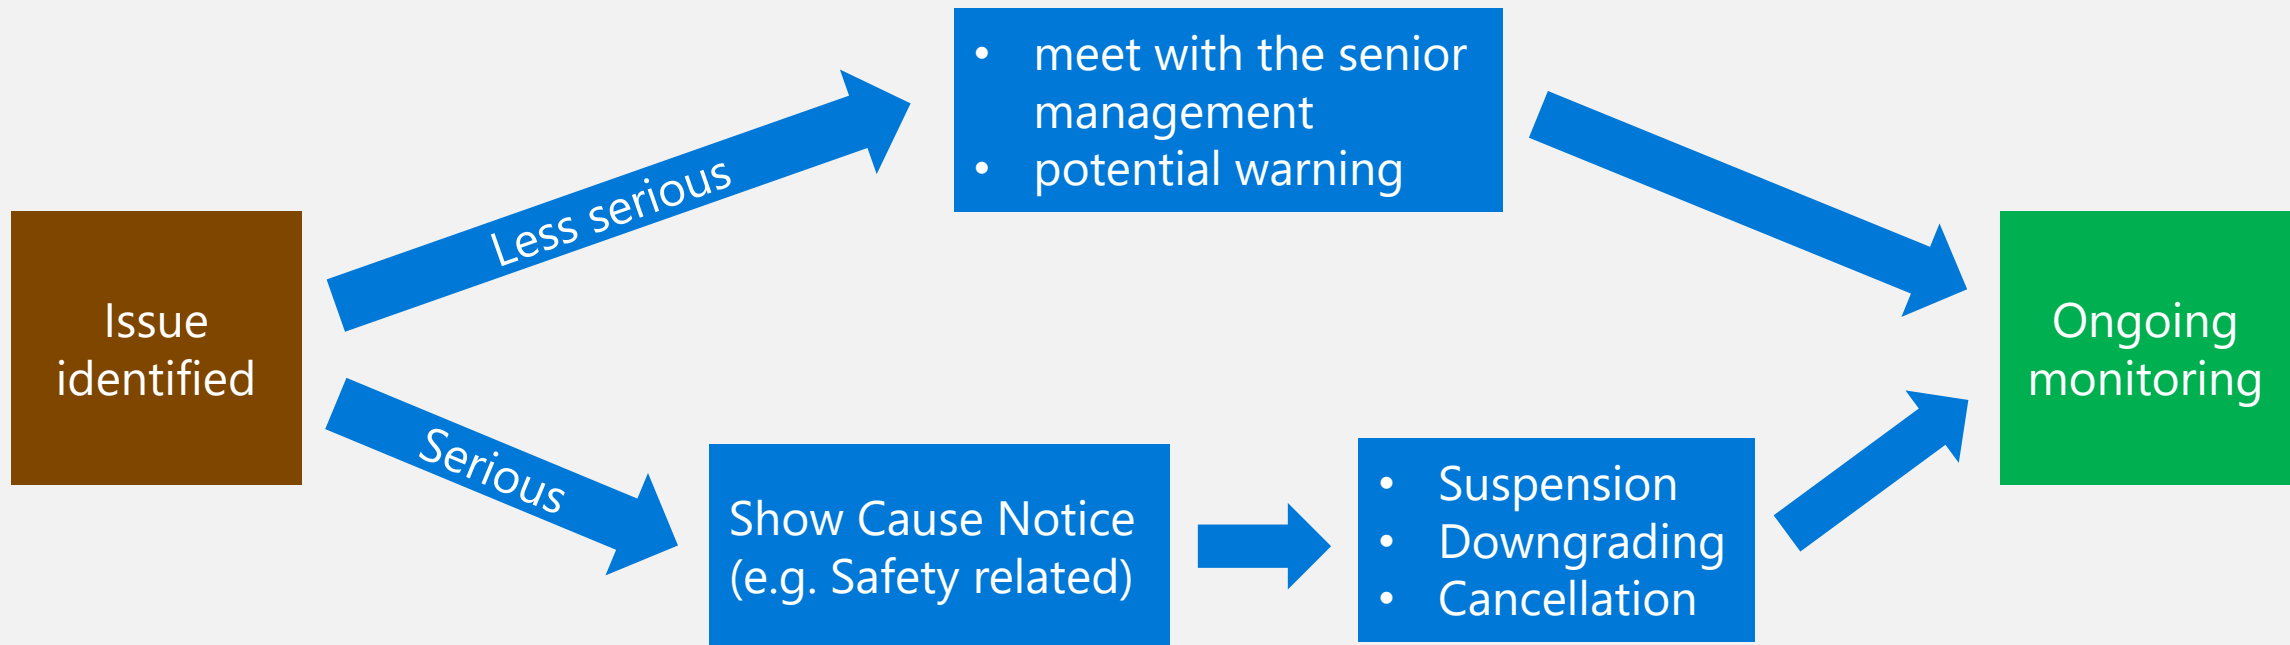 Issue
identified
Less serious
• meet with the senior
management
• potential warning
Serious
Show Cause Notice
(e.g. Safety related)
• Suspension
• Downgrading
• Cancellation
Ongoing
monitoring